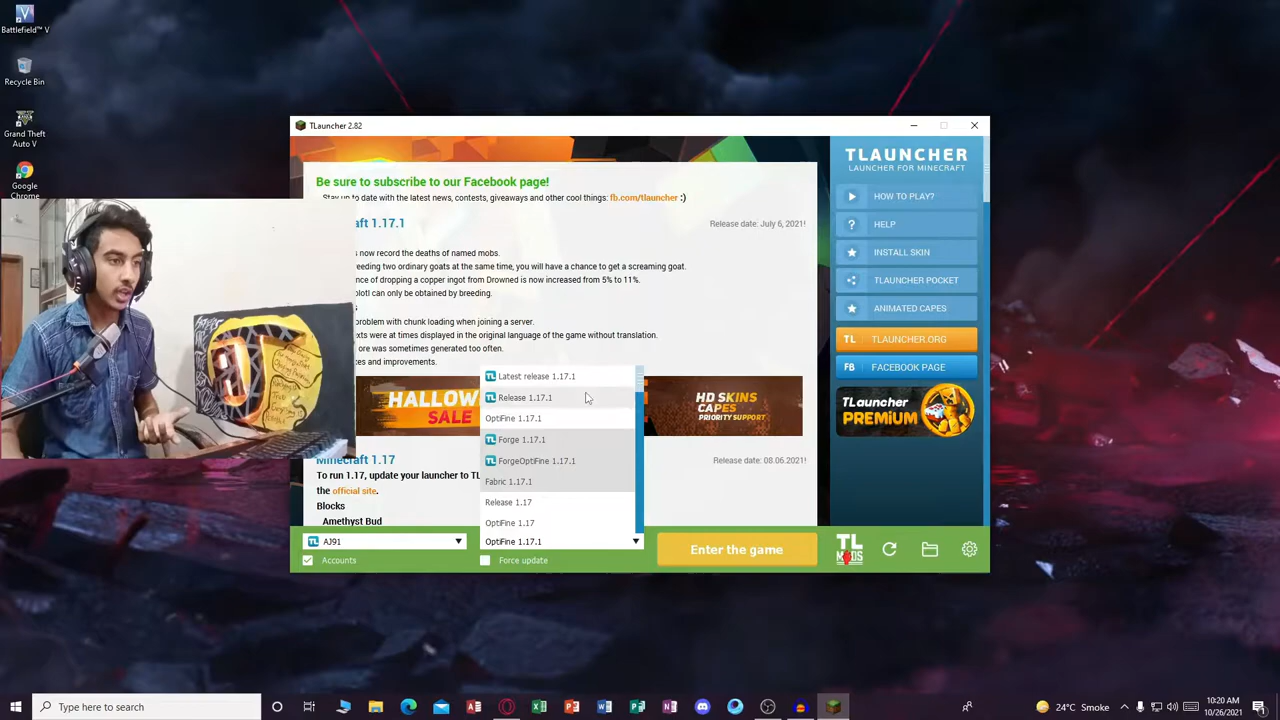 Battlefield™ V
Recycle Bin
Grand Theft
Auto V
Google
Chrome
TLauncher 2.82
Be sure to subscribe to our Facebook page!
Stay up to date with the latest news, contests, giveaways and other cool things: fb.com/tlauncher :)
aft 1.17.1
Release date: July 6, 2021!
now record the deaths of named mobs.
reeding two ordinary goats at the same time, you will have a chance to get a screaming goat.
nce of dropping a copper ingot from Drowned is now increased from 5% to 11%.
olotl can only be obtained by breeding.
s
problem with chunk loading when joining a server.
exts were at times displayed in the original language of the game without translation.
ore was sometimes generated too often.
es and improvements.
HALLOW
SALE
HD SKINS
CAPES
PRIORITY SUPPORT
Minecraft 1.17
Release date: 08.06.2021!
To run 1.17, update your launcher to TL
the official site.
Blocks
Amethyst Bud
Latest release 1.17.1
Release 1.17.1
OptiFine 1.17.1
Forge 1.17.1
ForgeOptiFine 1.17.1
Fabric 1.17.1
Release 1.17
OptiFine 1.17
OptiFine 1.17.1
AJ91
Accounts
Force update
Enter the game
TL
MODS
TLAUNCHER
LAUNCHER FOR MINECRAFT
HOW TO PLAY?
HELP
INSTALL SKIN
TLAUNCHER POCKET
ANIMATED CAPES
TL TLAUNCHER.ORG
FB FACEBOOK PAGE
TLauncher
PREMIUM
Type here to search
24°C Smoke
10:20 AM
10/26/2021